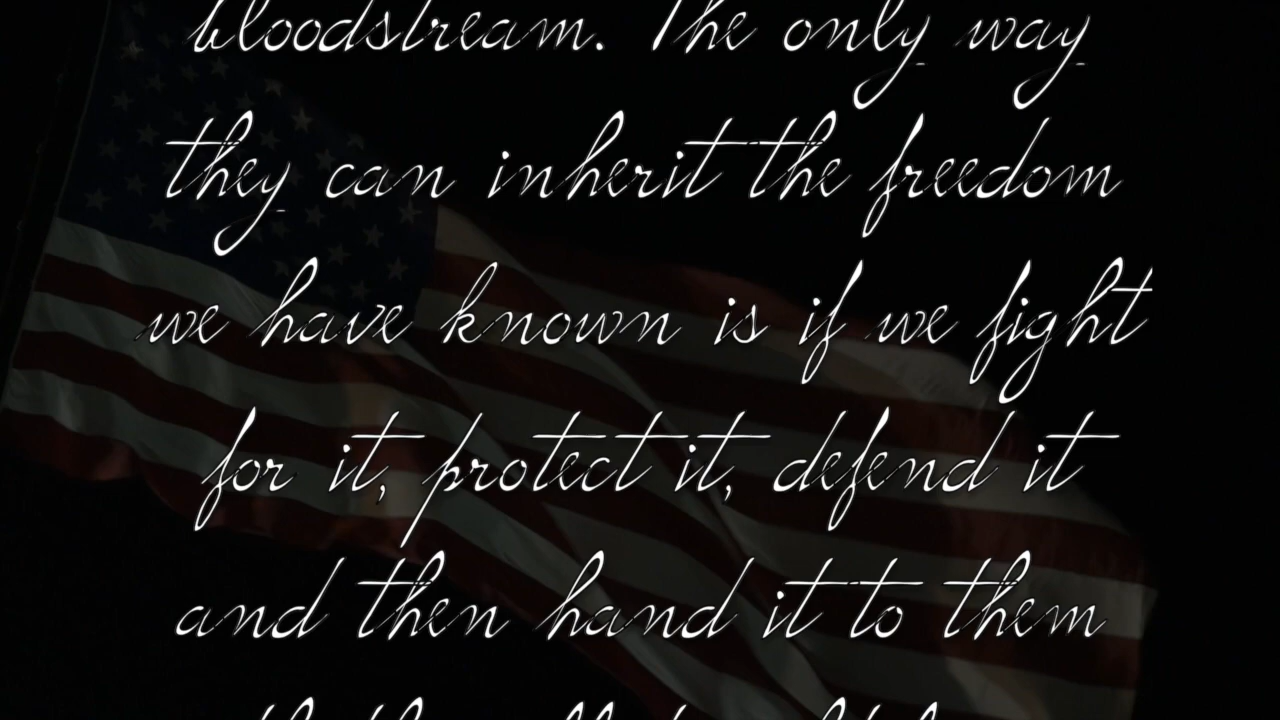 bloodstream. The only way
they can inherit the freedom
we have known is if we fight
for it, protect it, defend it
and then hand it to them